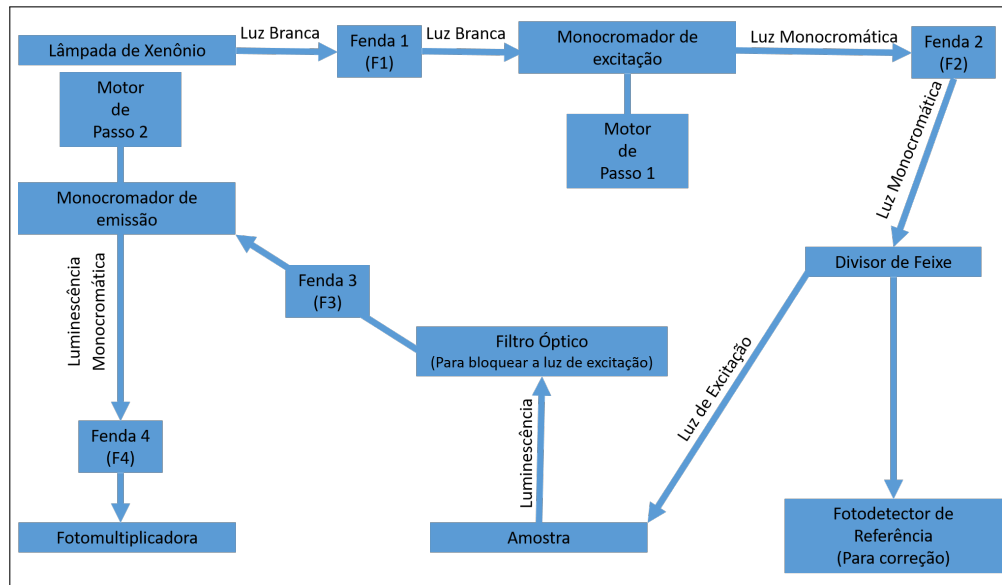 Lâmpada de Xenônio
Luz Branca
Fenda 1
(F1)
Luz Branca
Monocromador de
excitação
Luz Monocromática
Fenda 2
(F2)
Motor
de
Passo 2
Motor
de
Passo 1
Luz Monocromática
Monocromador de
emissão
Divisor de Feixe
Luminescência
Monocromática
Fenda 3
(F3)
Filtro Óptico
(Para bloquear a luz de excitação)
Luz de Excitação
Luminescência
Fenda 4
(F4)
Fotomultiplicadora
Amostra
Fotodetector de
Referência
(Para correção)